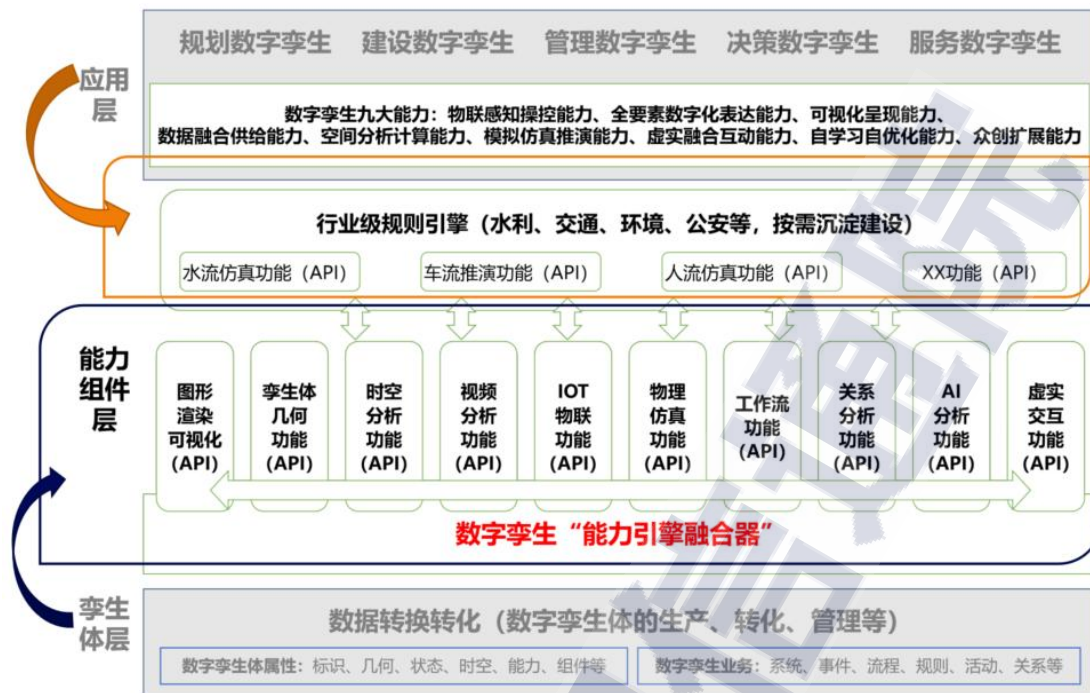 规划数字孪生 建设数字孪生 管理数字孪生 决策数字孪生 服务数字孪生
应用
层
数字孪生九大能力：物联感知操控能力、全要素数字化表达能力、可视化呈现能力、
数据融合供给能力、空间分析计算能力、模拟仿真推演能力、虚实融合互动能力、自学习自优化能力、众创扩展能力
行业级规则引擎（水利、交通、环境、公安等，按需沉淀建设）
水流仿真功能（API） 车流推演功能（API） 人流仿真功能（API） XX功能（API）
能力
组件
层
图形
渲染
可视化
（API）
孪生体
几何
功能
（API）
时空
分析
功能
（API）
视频
分析
功能
（API）
IOT
物联
功能
（API）
物理
仿真
功能
（API）
工作流
功能
（API）
关系
分析
功能
（API）
AI
分析
功能
（API）
虚实
交互
功能
（API）
数字孪生“能力引擎融合器”
孪生
体层
数据转换转化（数字孪生体的生产、转化、管理等）
数字孪生体属性：标识、几何、状态、时空、能力、组件等
数字孪生业务：系统、事件、流程、规则、活动、关系等
信通院